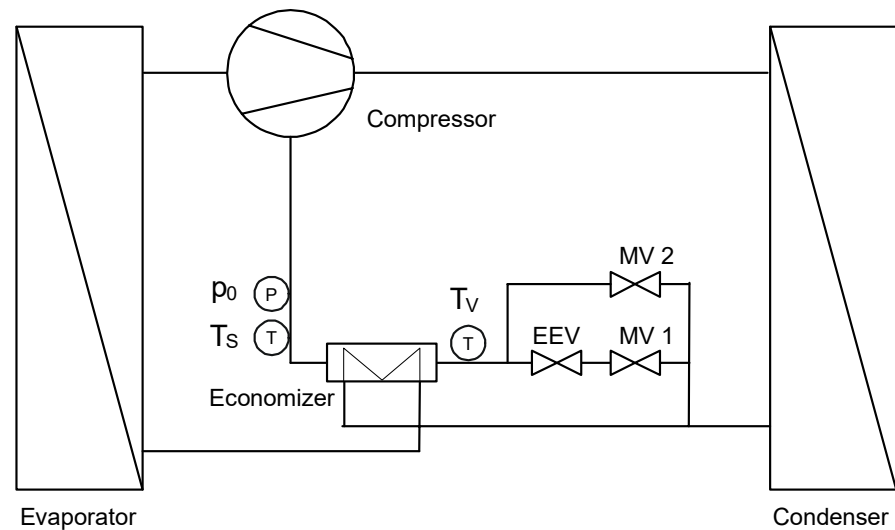 Compressor
MV 2
p0 P
TV
TS T
T
EEV
MV 1
Economizer
Evaporator
Condenser